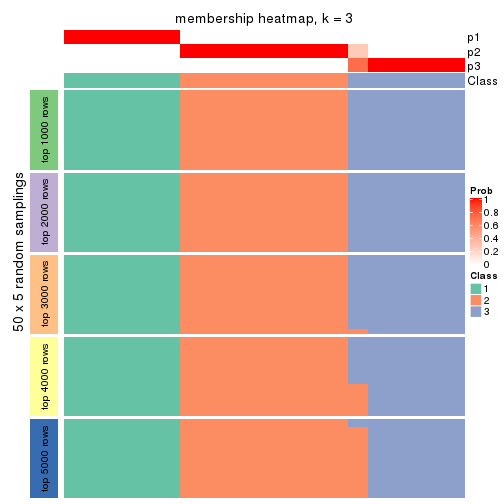 membership heatmap, k = 3
p1
p2
p3
Class
50 x 5 random samplings
top 1000 rows
top 2000 rows
top 3000 rows
top 4000 rows
top 5000 rows
Prob
1
0.8
0.6
0.4
0.2
0
Class
1
2
3